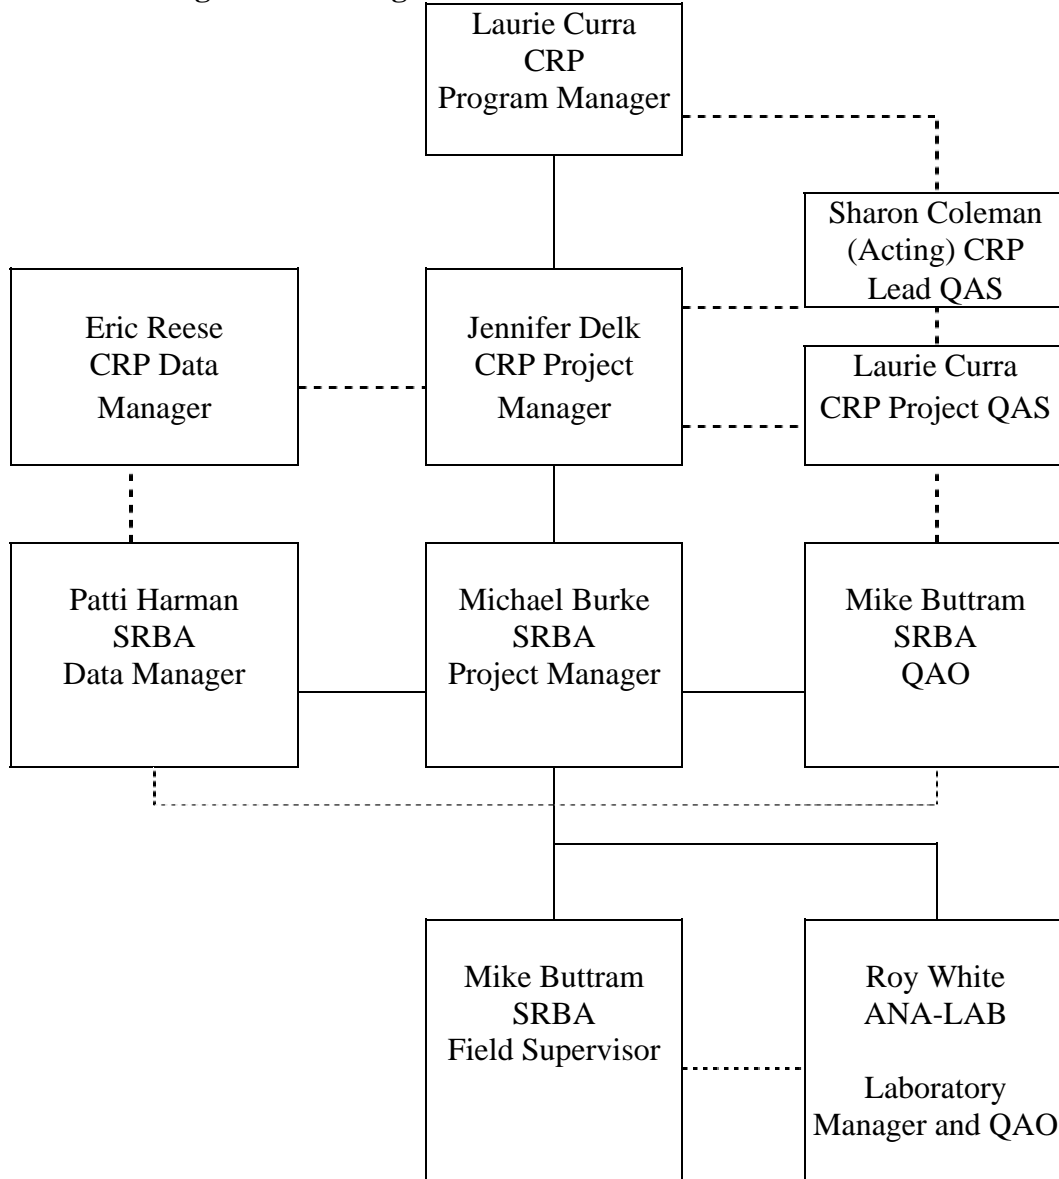 Laurie Curra
CRP
Program Manager
Sharon Coleman
(Acting) CRP
Lead QAS
Eric Reese
CRP Data
Manager
Jennifer Delk
CRP Project
Manager
Laurie Curra
CRP Project QAS
Patti Harman
SRBA
Data Manager
Michael Burke
SRBA
Project Manager
Mike Buttram
SRBA
QAO
Mike Buttram
SRBA
Field Supervisor
Roy White
ANA-LAB
Laboratory
Manager and QAO